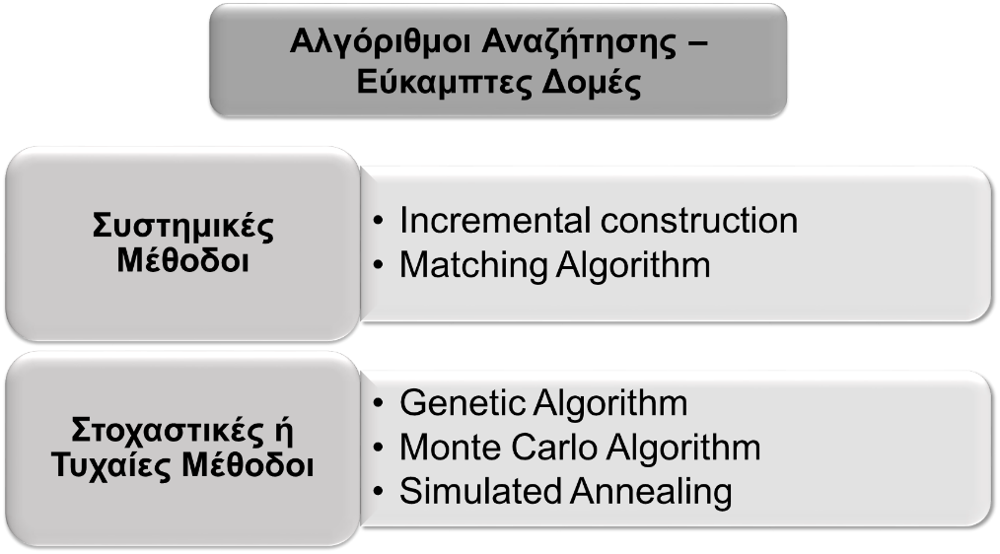 Αλγόριθμοι Αναζήτησης –
Εύκαμπτες Δομές
Συστημικές
Μέθοδοι
• Incremental construction
• Matching Algorithm
Στοχαστικές ή
Τυχαίες Μέθοδοι
• Genetic Algorithm
• Monte Carlo Algorithm
• Simulated Annealing